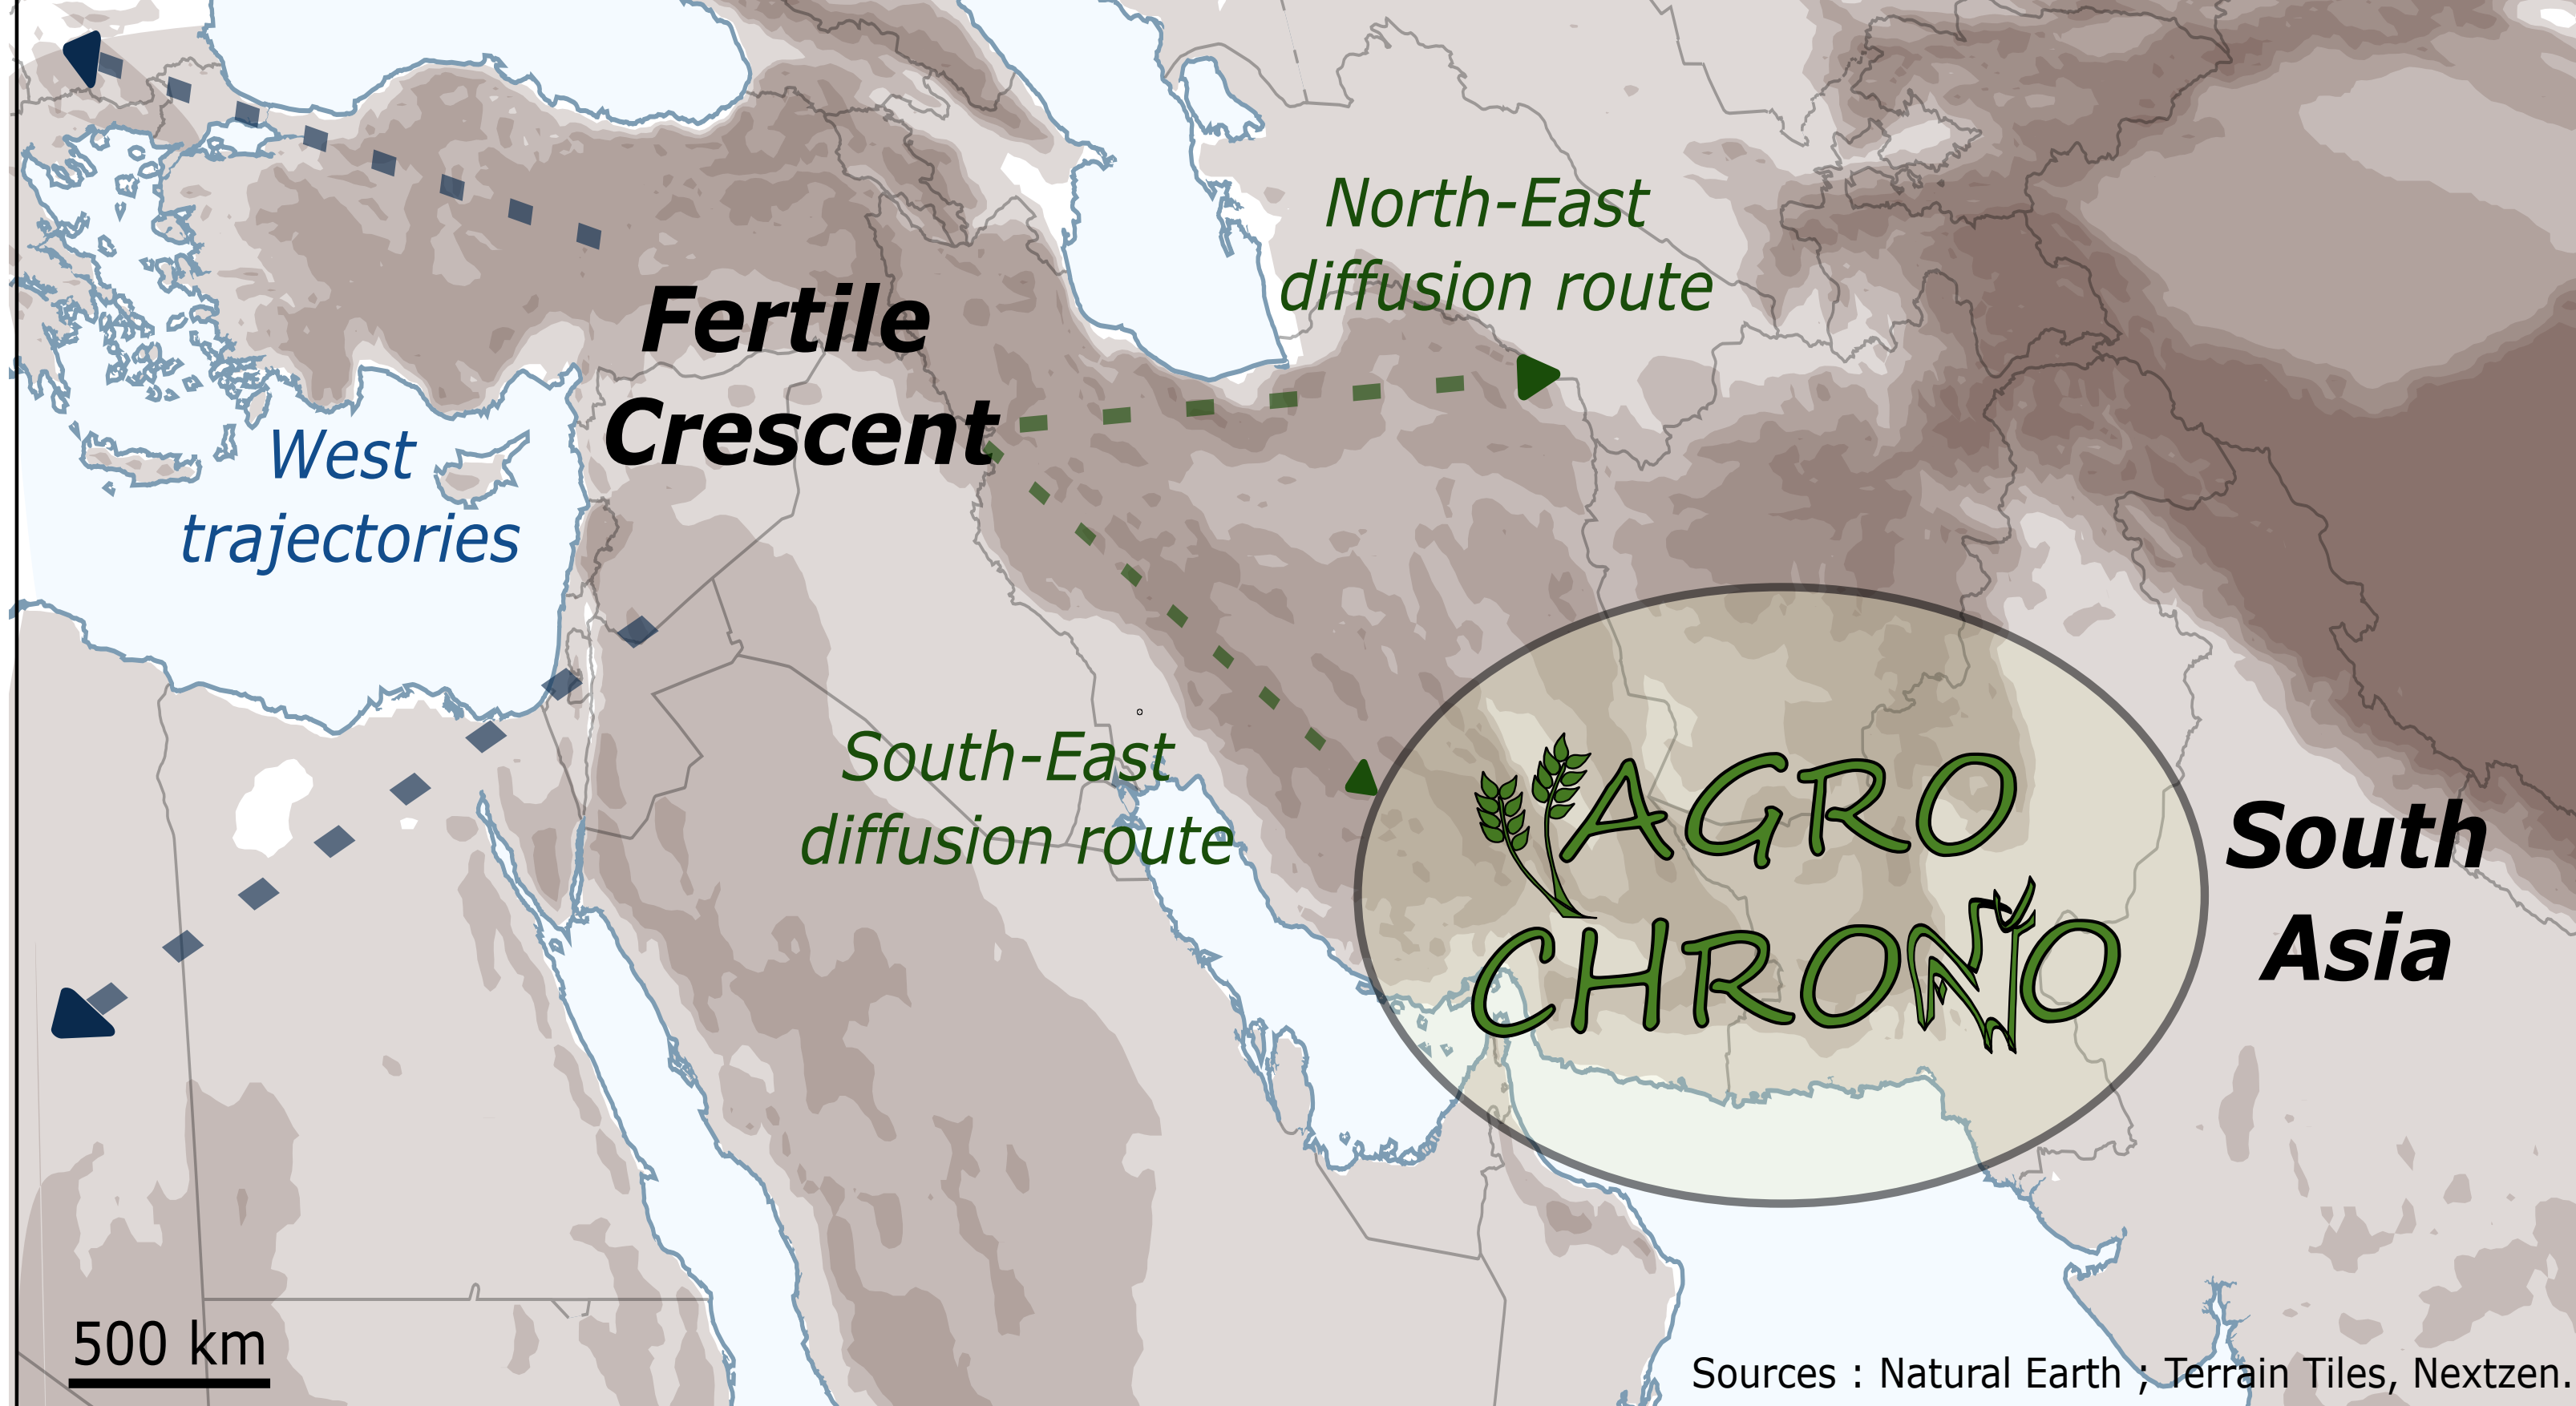 North-East
diffusion route
Fertile
Crescent
West
trajectories
South-East
diffusion route
AGRO
CHRONO
South
Asia
500 km
Sources : Natural Earth ; Terrain Tiles, Nextzen.